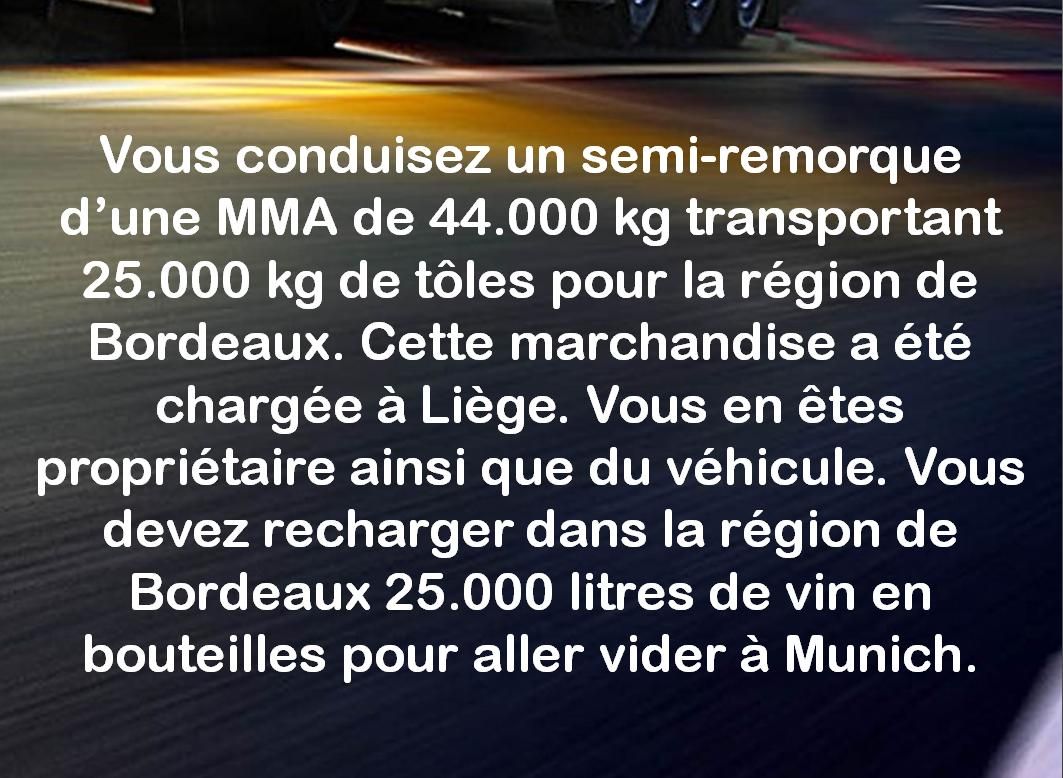 Vous conduisez un semi-remorque
d’une MMA de 44.000 kg transportant
25.000 kg de tôles pour la région de
Bordeaux. Cette marchandise a été
chargée à Liège. Vous en êtes
propriétaire ainsi que du véhicule. Vous
devez recharger dans la région de
Bordeaux 25.000 litres de vin en
bouteilles pour aller vider à Munich.